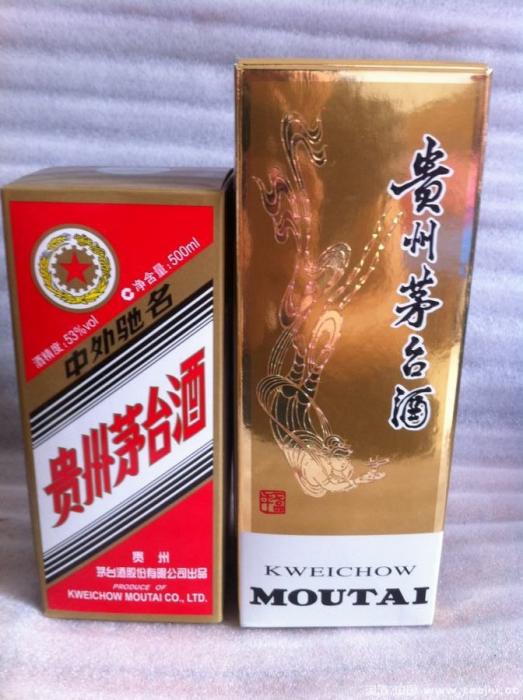 净含量:500ml
酒精度:53%vol
中外驰名
贵州茅台酒
贵州
茅台酒股份有限公司出品
PRODUCE OF
KWEICHOW MOUTAI CO., LTD.
貴州茅台酒
KWEICHOW
MOUTAI